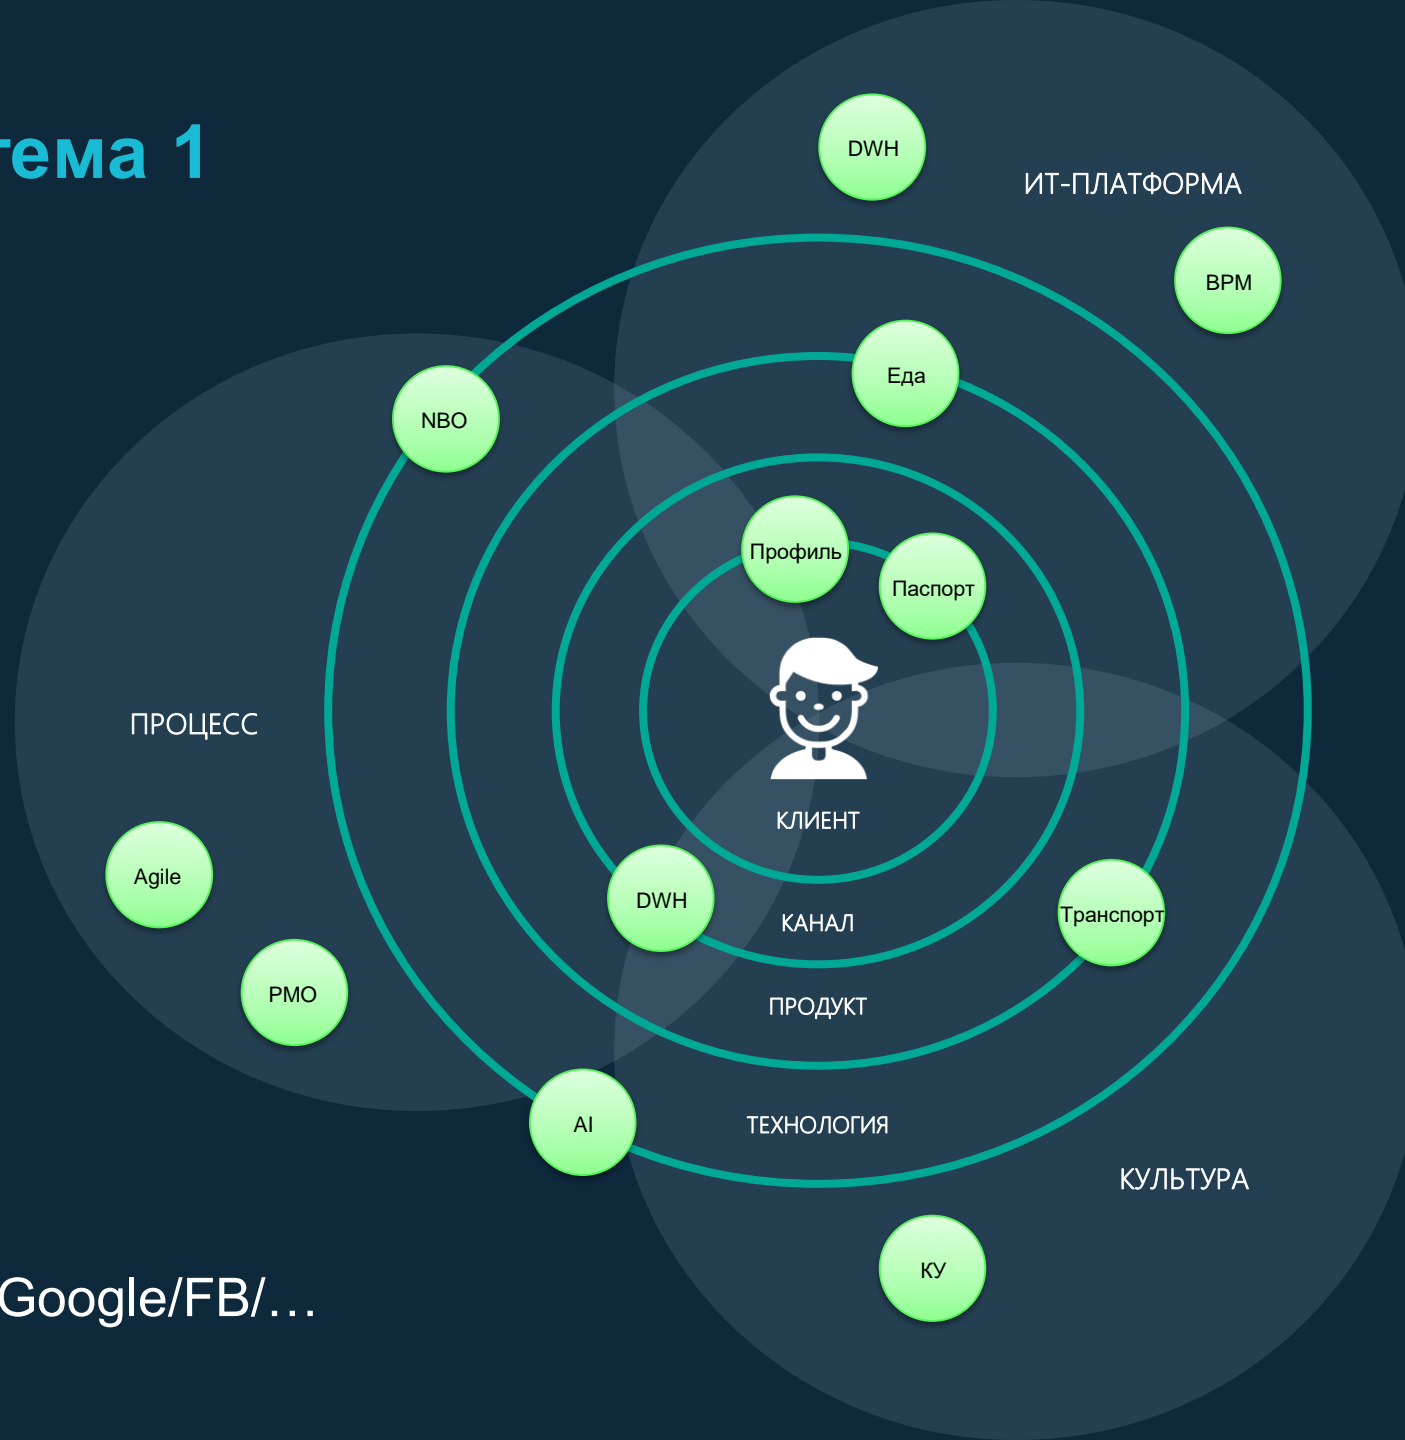 тема 1
DWH
ИТ-ПЛАТФОРМА
BPM
Еда
NBO
Профиль
Паспорт
ПРОЦЕСС
КЛИЕНТ
Agile
DWH
КАНАЛ
Транспорт
PMO
ПРОДУКТ
AI
ТЕХНОЛОГИЯ
КУЛЬТУРА
КУ
Google/FB/…